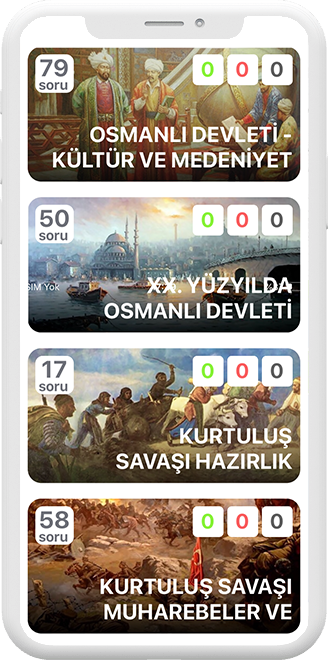 79
soru
0 0 0
OSMANLI DEVLETİ -
KÜLTÜR VE MEDENİYET
50
soru
0 0 0
SIM Yok
XX. YÜZYILDA
OSMANLI DEVLETİ
17
soru
0 0 0
KURTULUŞ
SAVAŞI HAZIRLIK
58
soru
0 0 0
KURTULUŞ SAVAŞI
MUHAREBELER VE